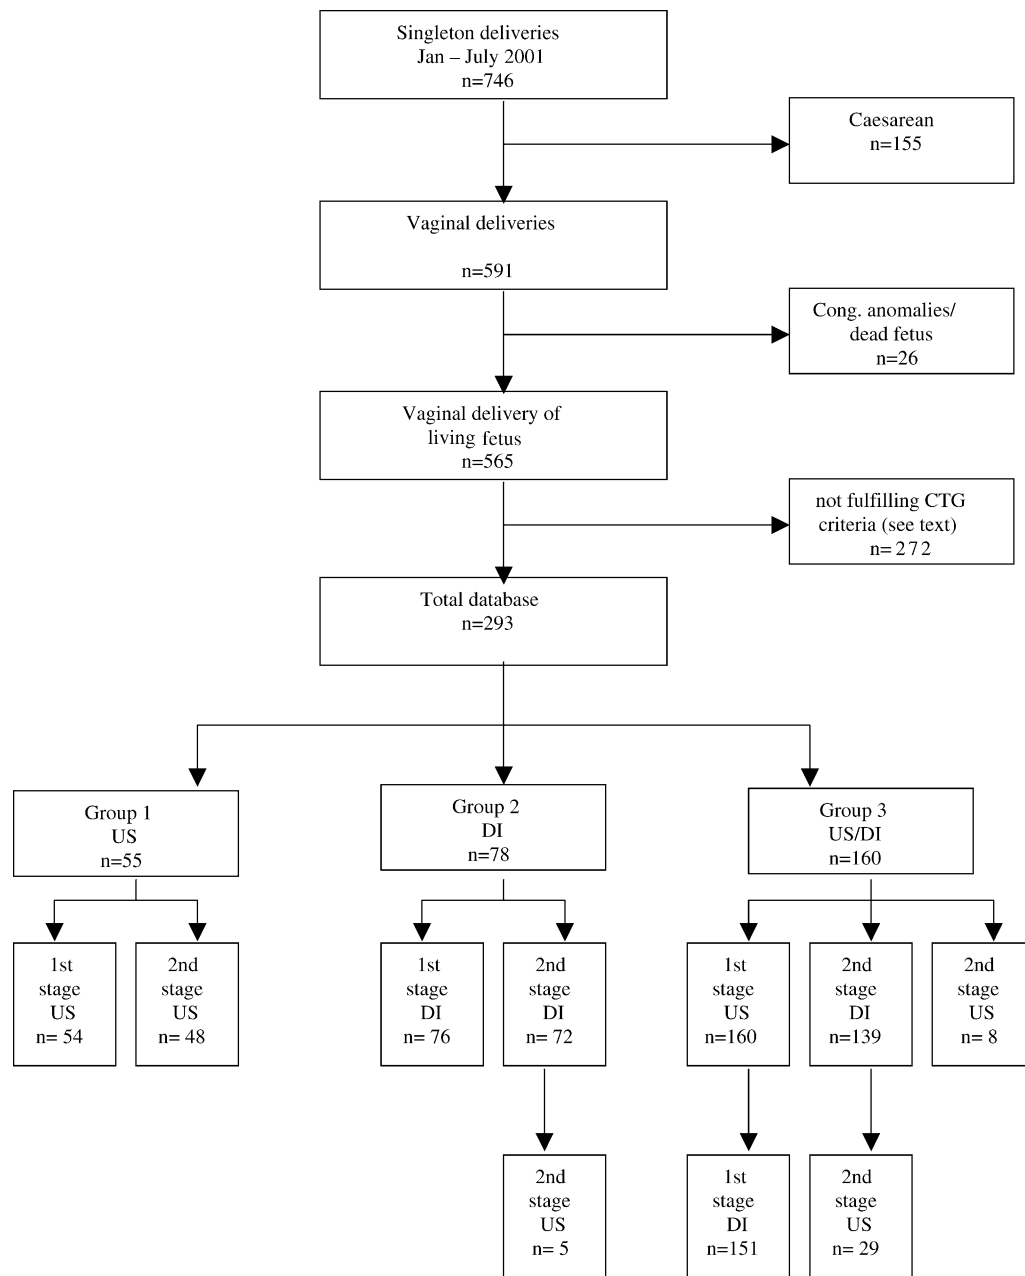 Singleton deliveries
Jan – July 2001
n=746
Caesarean
n=155
Vaginal deliveries
n=591
Cong. anomalies/
dead fetus
n=26
Vaginal delivery of
living fetus
n=565
not fulfilling CTG
criteria (see text)
n=272
Total database
n=293
Group 1
US
n=55
Group 2
DI
n=78
Group 3
US/DI
n=160
1st
stage
US
n= 54
2nd
stage
US
n= 48
1st
stage
DI
n= 76
2nd
stage
DI
n= 72
1st
stage
US
n=160
2nd
stage
DI
n=139
2nd
stage
US
n= 8
2nd
stage
US
n= 5
1st
stage
DI
n=151
2nd
stage
US
n= 29